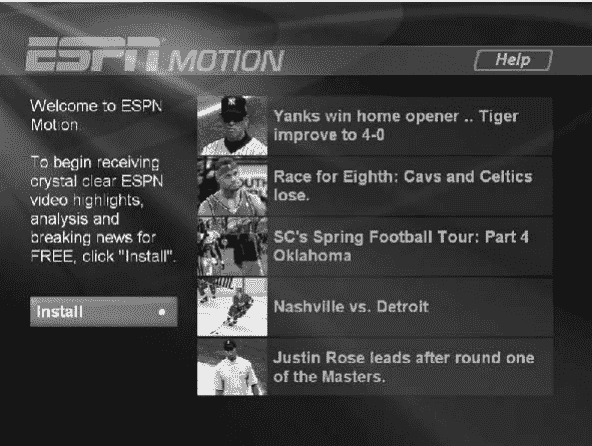 ESPN MOTION
Help
Welcome to ESPN
Motion.
To begin receiving
crystal clear ESPN
video highlights,
analysis and
breaking news for
FREE, click "Install".
Install
Yanks win home opener .. Tiger
improve to 4-0
Race for Eighth: Cavs and Celtics
lose.
SC's Spring Football Tour: Part 4
Oklahoma
Nashville vs. Detroit
Justin Rose leads after round one
of the Masters.